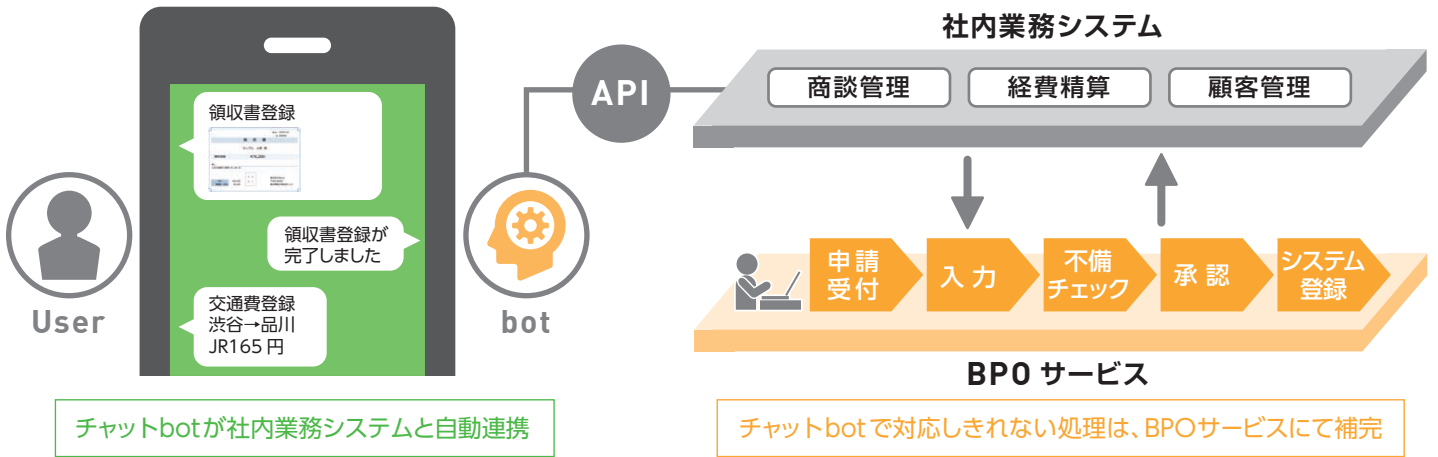 領収書登録
領収書登録が
完了しました
交通費登録
渋谷→品川
JR165 円
User
bot
API
社内業務システム
商談管理
経費精算
顧客管理
申請
受付
入力
不備
チェック
承認
システム
登録
BPO サービス
チャットbotが社内業務システムと自動連携
チャットbotで対応しきれない処理は、BPOサービスにて補完